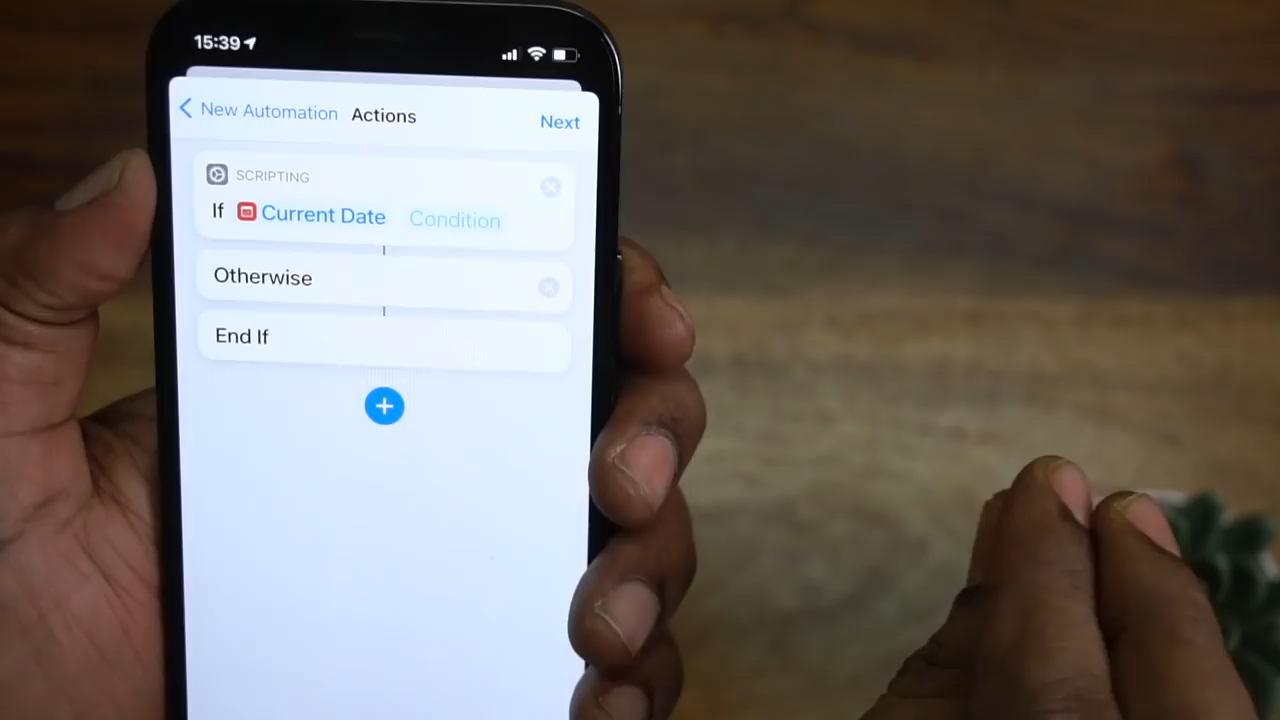 15:39
New Automation Actions Next
SCRIPTING
If Current Date Condition
Otherwise
End If